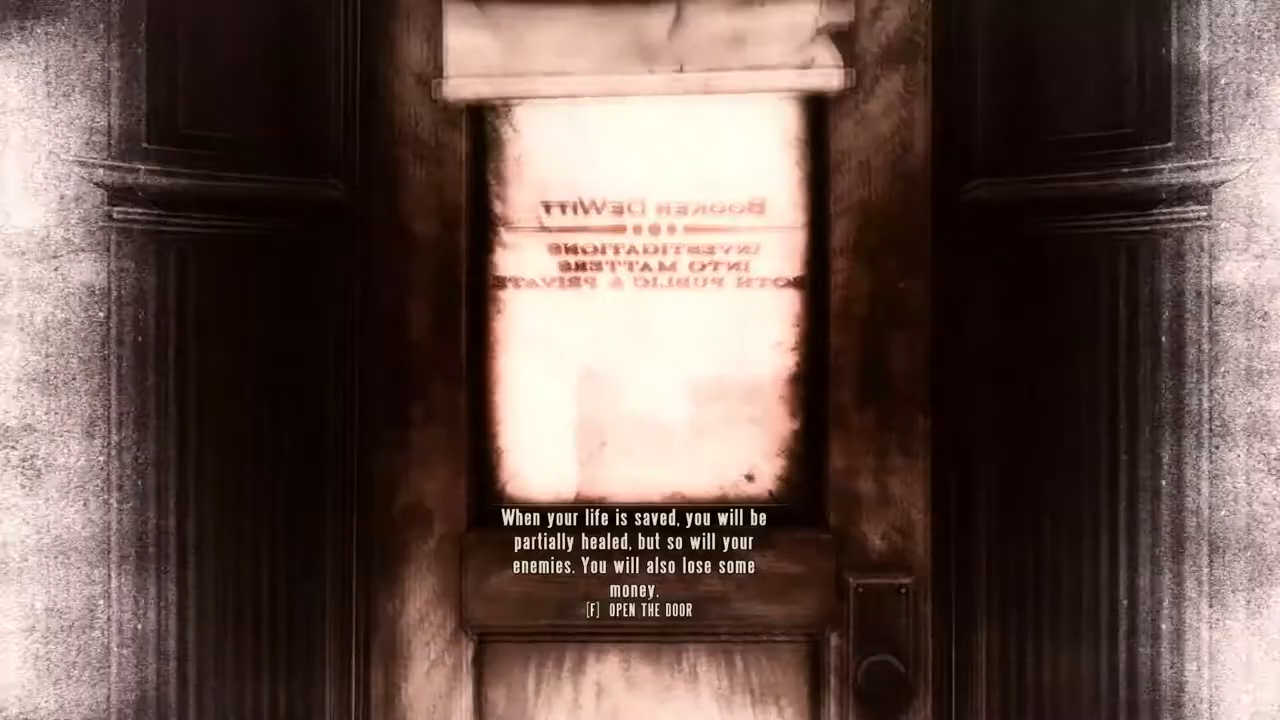 BOOKER DEWITT
INVESTIGATIONS
INTO MATTERS
BOTH PUBLIC & PRIVATE
When your life is saved, you will be
partially healed, but so will your
enemies. You will also lose some
money.
[F] OPEN THE DOOR